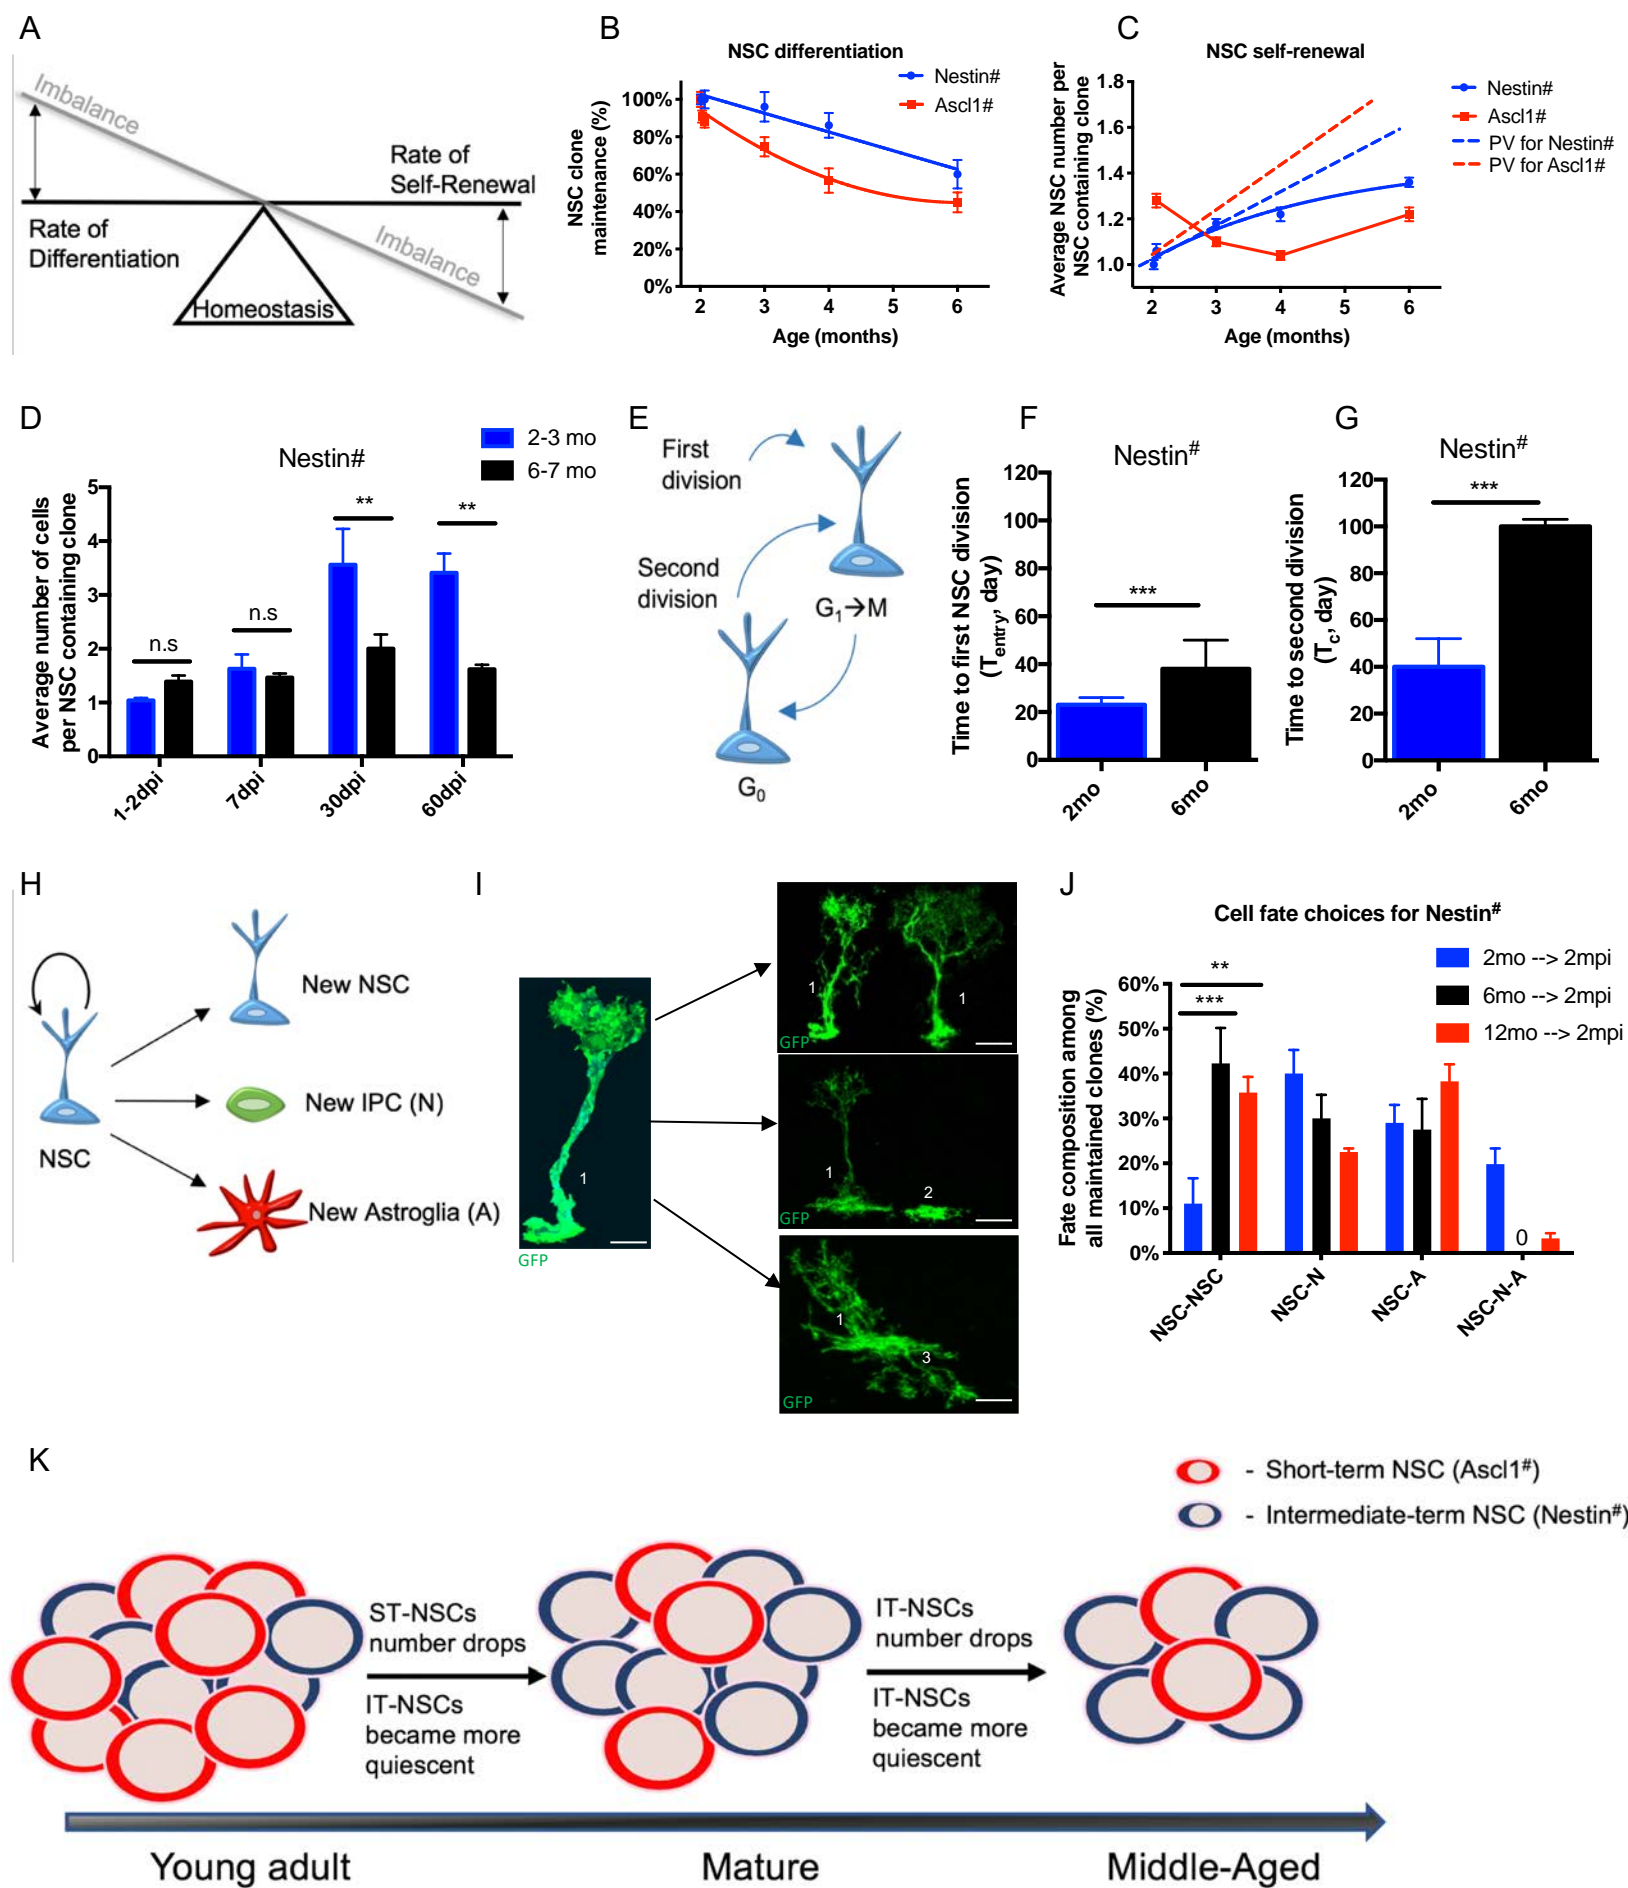 A
Imbalance
Rate of
Self-Renewal
Rate of
Differentiation
Imbalance
Homeostasis
B
NSC differentiation
Nestin#
Ascl1#
NSC clone
maintenance (%)
100%
80%
60%
40%
20%
0%
2 3 4 5 6
Age (months)
C
NSC self-renewal
Nestin#
Ascl1#
PV for Nestin#
PV for Ascl1#
Average NSC number per
NSC containing clone
1.8
1.6
1.4
1.2
1.0
2 3 4 5 6
Age (months)
D
2-3 mo
6-7 mo
Nestin#
Average number of cells
per NSC containing clone
5
4
3
2
1
0
n.s
n.s
**
**
1-2dpi
7dpi
30dpi
60dpi
E
First
division
Second
division
G1→M
G0
F
Nestin#
Time to first NSC division
(Tentry, day)
120
100
80
60
40
20
0
***
2mo
6mo
G
Nestin#
Time to second division
(Tc, day)
120
100
80
60
40
20
0
***
2mo
6mo
H
New NSC
New IPC (N)
NSC
New Astroglia (A)
I
1
GFP
1
1
GFP
1
2
GFP
1
3
GFP
J
Cell fate choices for Nestin#
2mo --> 2mpi
6mo --> 2mpi
12mo --> 2mpi
Fate composition among
all maintained clones (%)
60%
50%
40%
30%
20%
10%
0%
**
***
0
NSC-NSC
NSC-N
NSC-A
NSC-N-A
K
- Short-term NSC (Ascl1#)
- Intermediate-term NSC (Nestin#)
ST-NSCs
number drops
IT-NSCs
became more
quiescent
IT-NSCs
number drops
IT-NSCs
became more
quiescent
Young adult
Mature
Middle-Aged